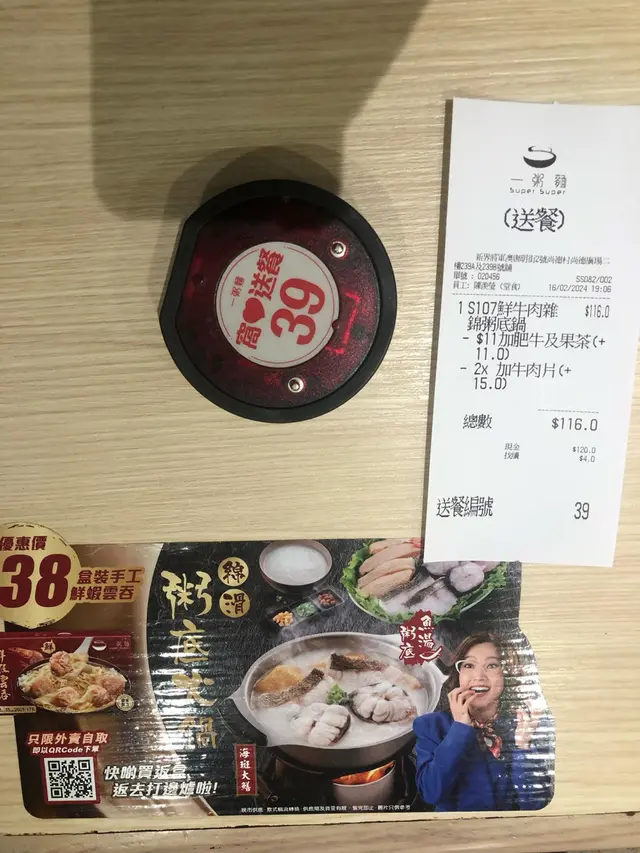 一粥麵
窩 送餐
39
一粥麵
Super Super
(送餐)
SS082/002
單號 : 020456
16/02/2024 19:06
1 S107鮮牛肉雜 $116.0
錦粥底鍋
- $11加肥牛及果茶(+
11.0)
- 2x 加牛肉片(+
15.0)
總數 $116.0
現金 $120.0
找續 $4.0
送餐編號 39
優惠價
38
盒裝手工
鮮蝦雲吞
綿滑
粥底火鍋
魚湯
粥底
海斑大鱔
只限外賣自取
即以QRCode下單
快啲買返盒
返去打邊爐啦!